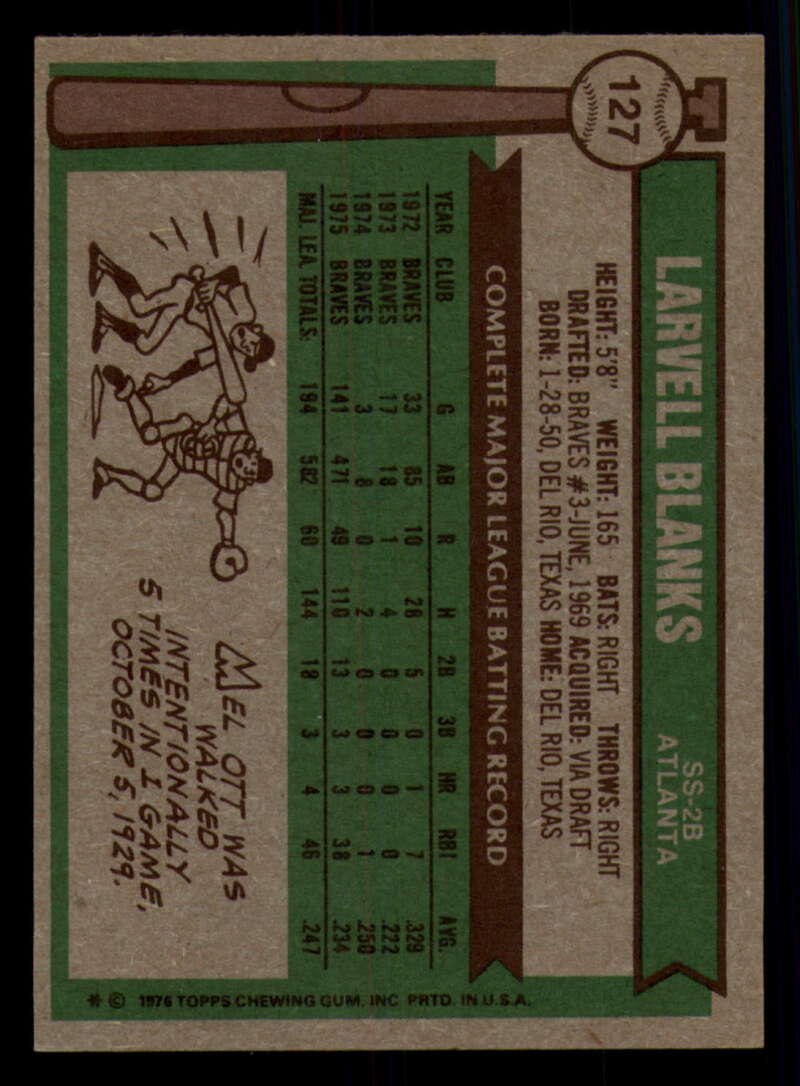 127
LARVELL BLANKS
SS-2B
ATLANTA
HEIGHT: 5'8" WEIGHT: 165 BATS: RIGHT THROWS: RIGHT
DRAFTED: BRAVES #3-JUNE, 1969 ACQUIRED: VIA DRAFT
BORN: 1-28-50, DEL RIO, TEXAS HOME: DEL RIO, TEXAS
COMPLETE MAJOR LEAGUE BATTING RECORD
YEAR CLUB G AB R H 2B 3B HR RBI AVG.
1972 BRAVES 33 85 10 28 5 0 1 7 .329
1973 BRAVES 17 18 1 4 0 0 0 0 .222
1974 BRAVES 3 8 0 2 0 0 0 1 .250
1975 BRAVES 141 471 49 110 13 3 3 38 .234
MAJ. LEA. TOTALS: 194 582 60 144 18 3 4 46 .247
MEL OTT WAS
WALKED
INTENTIONALLY
5 TIMES IN 1 GAME,
OCTOBER 5, 1929.
* © 1976 TOPPS CHEWING GUM, INC. PRTD. IN U.S.A.